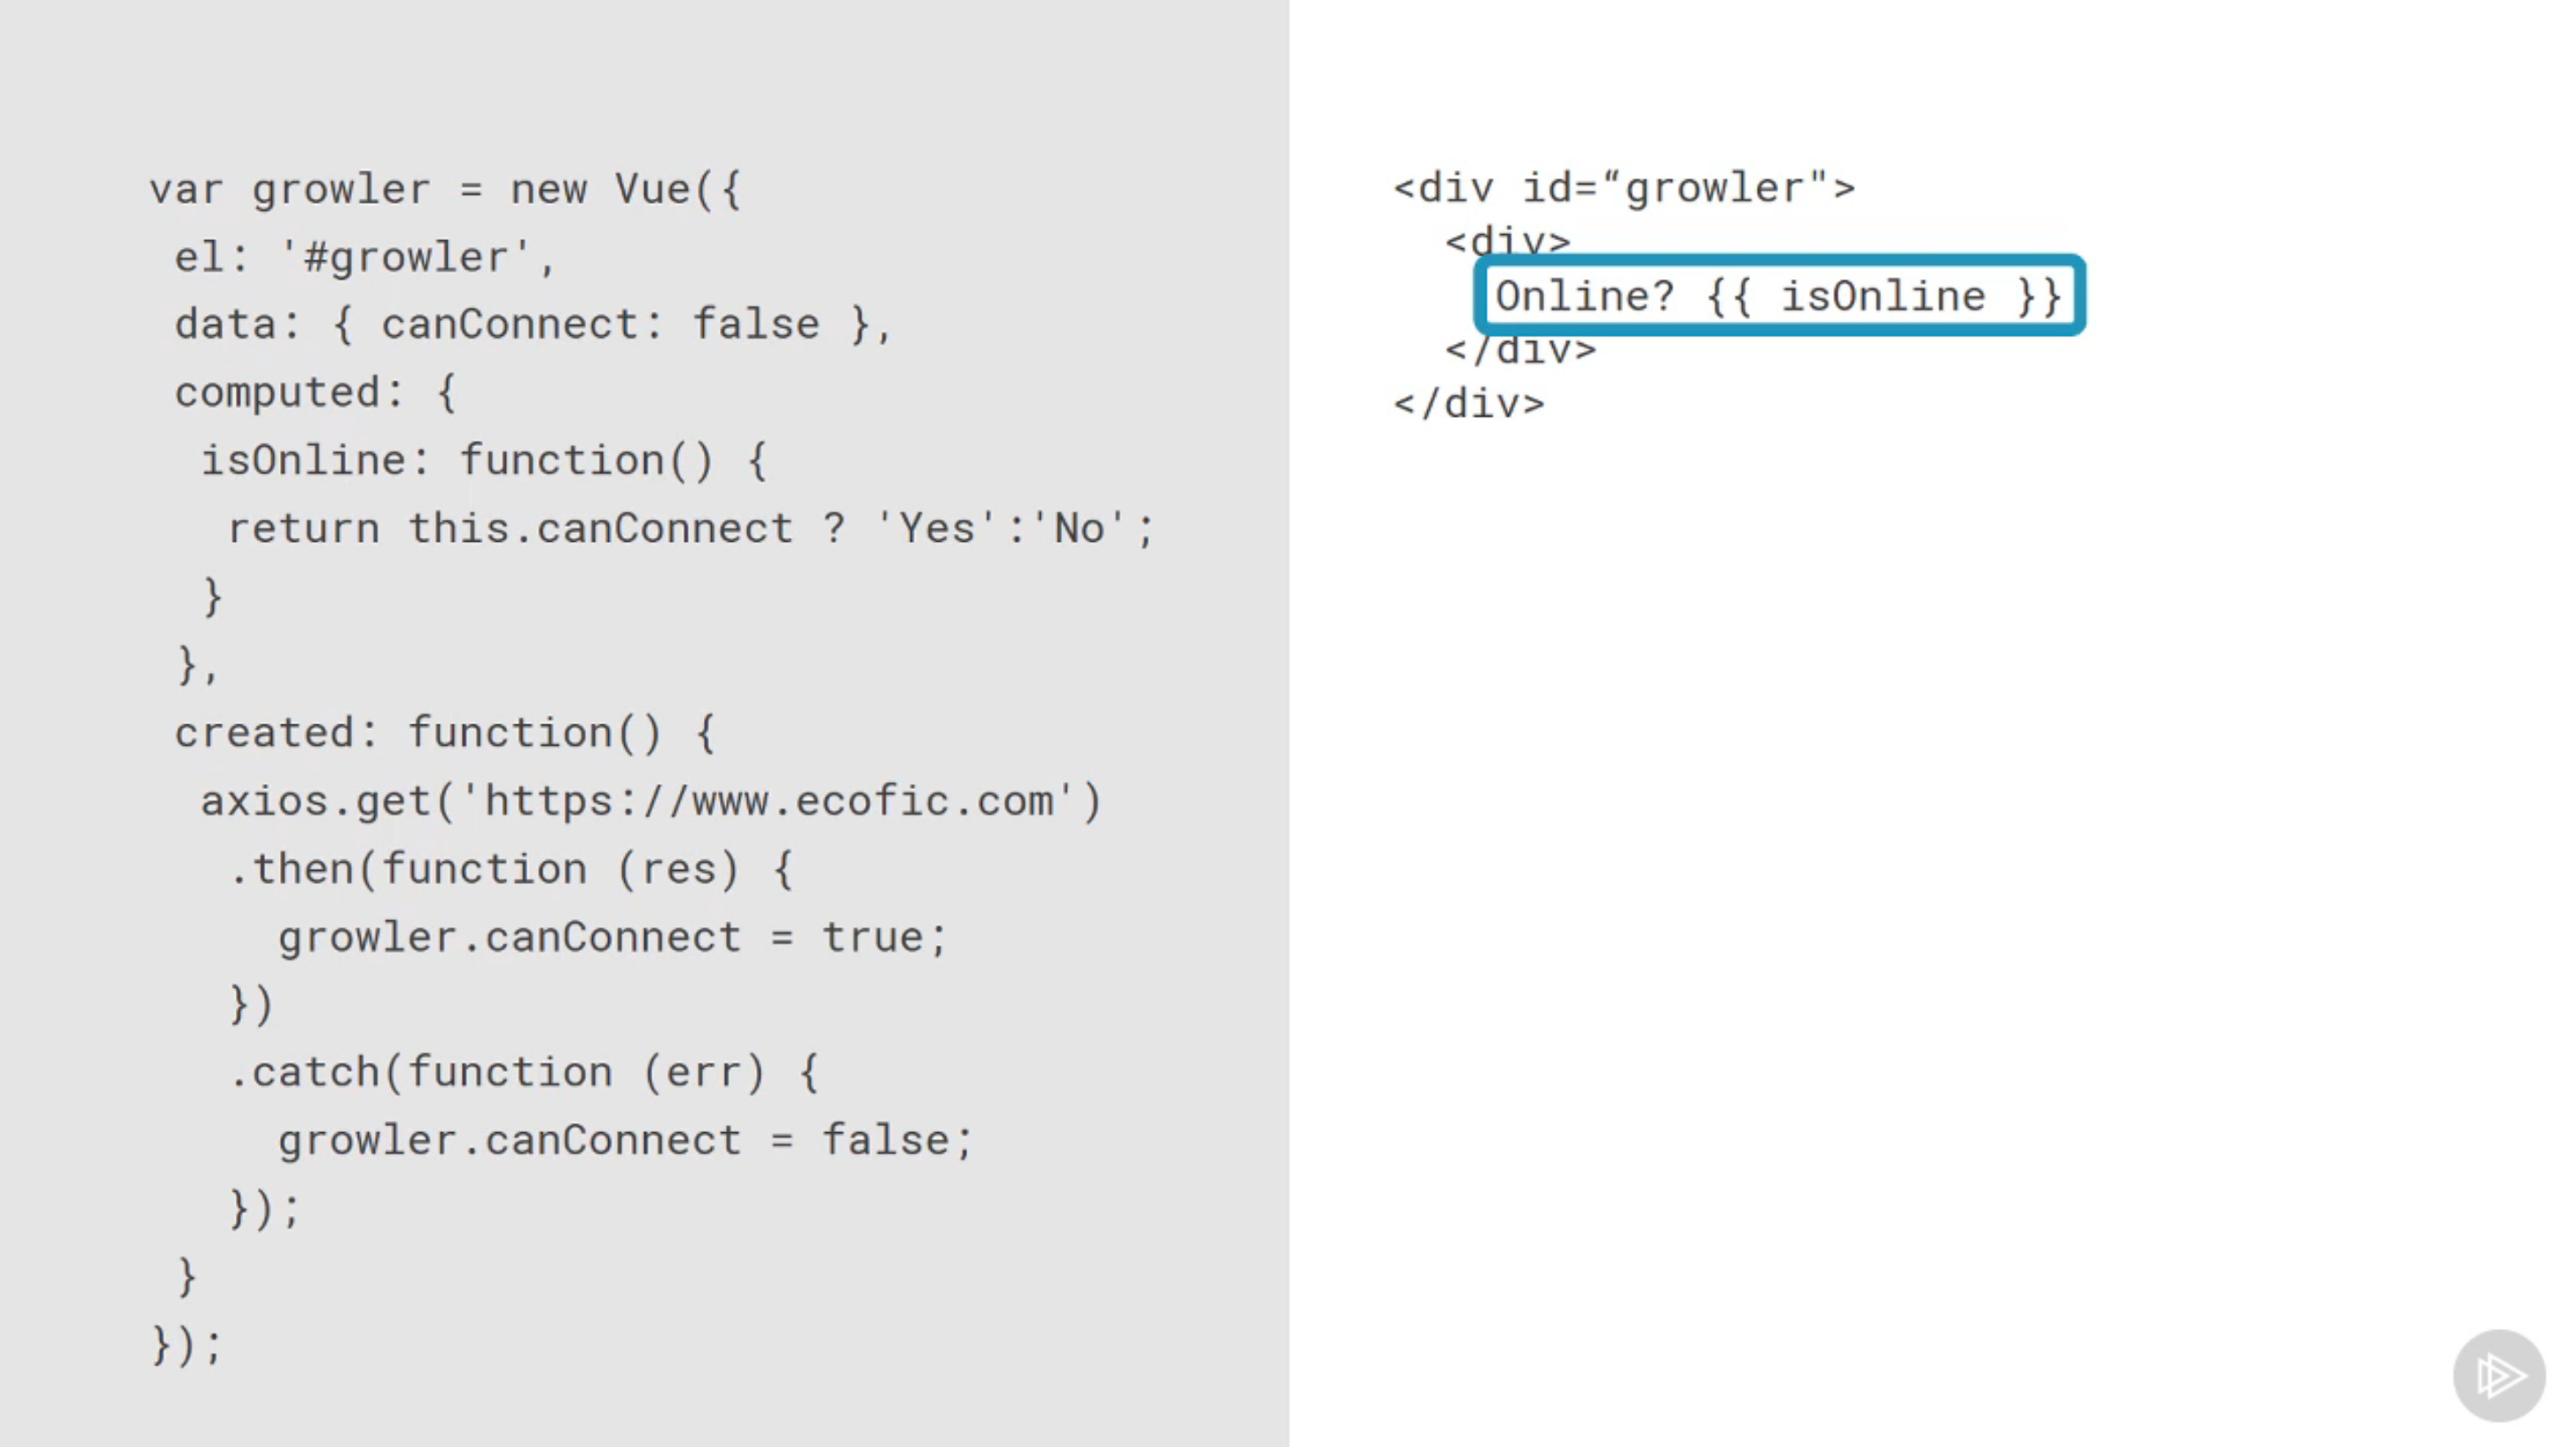 var growler = new Vue({
el: '#growler',
data: { canConnect: false },
computed: {
isOnline: function() {
return this.canConnect ? 'Yes':'No';
}
},
created: function() {
axios.get('https://www.ecofic.com')
.then(function (res) {
growler.canConnect = true;
})
.catch(function (err) {
growler.canConnect = false;
});
}
});
<div id=“growler">
<div>
Online? {{ isOnline }}
</div>
</div>